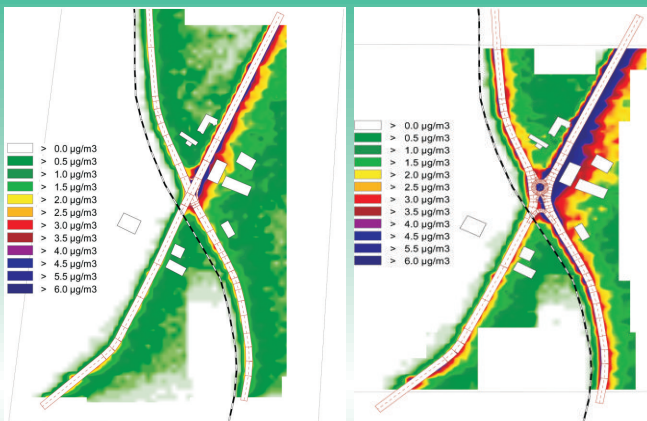 > 0.0 µg/m3
> 0.5 µg/m3
> 1.0 µg/m3
> 1.5 µg/m3
> 2.0 µg/m3
> 2.5 µg/m3
> 3.0 µg/m3
> 3.5 µg/m3
> 4.0 µg/m3
> 4.5 µg/m3
> 5.5 µg/m3
> 6.0 µg/m3
> 0.0 µg/m3
> 0.5 µg/m3
> 1.0 µg/m3
> 1.5 µg/m3
> 2.0 µg/m3
> 2.5 µg/m3
> 3.0 µg/m3
> 3.5 µg/m3
> 4.0 µg/m3
> 4.5 µg/m3
> 5.5 µg/m3
> 6.0 µg/m3